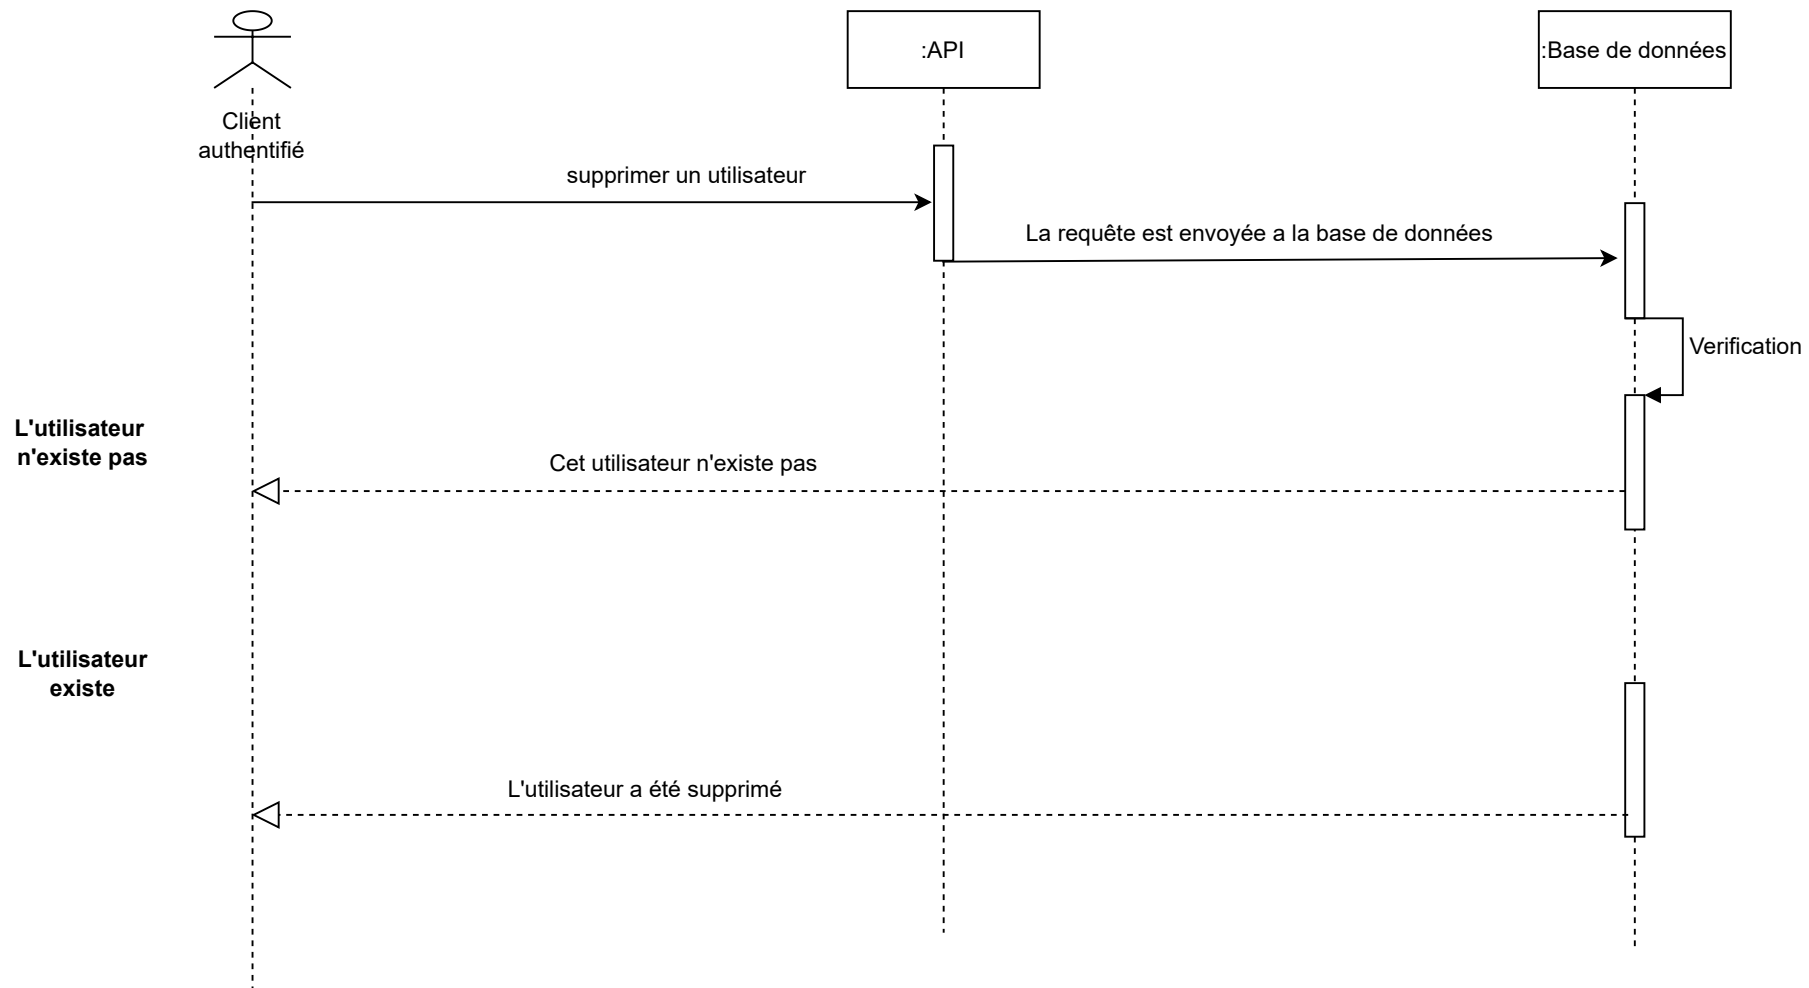 :API
:Base de données
Client
authentifié
supprimer un utilisateur
La requête est envoyée a la base de données
Verification
L'utilisateur
n'existe pas
Cet utilisateur n'existe pas
L'utilisateur
existe
L'utilisateur a été supprimé